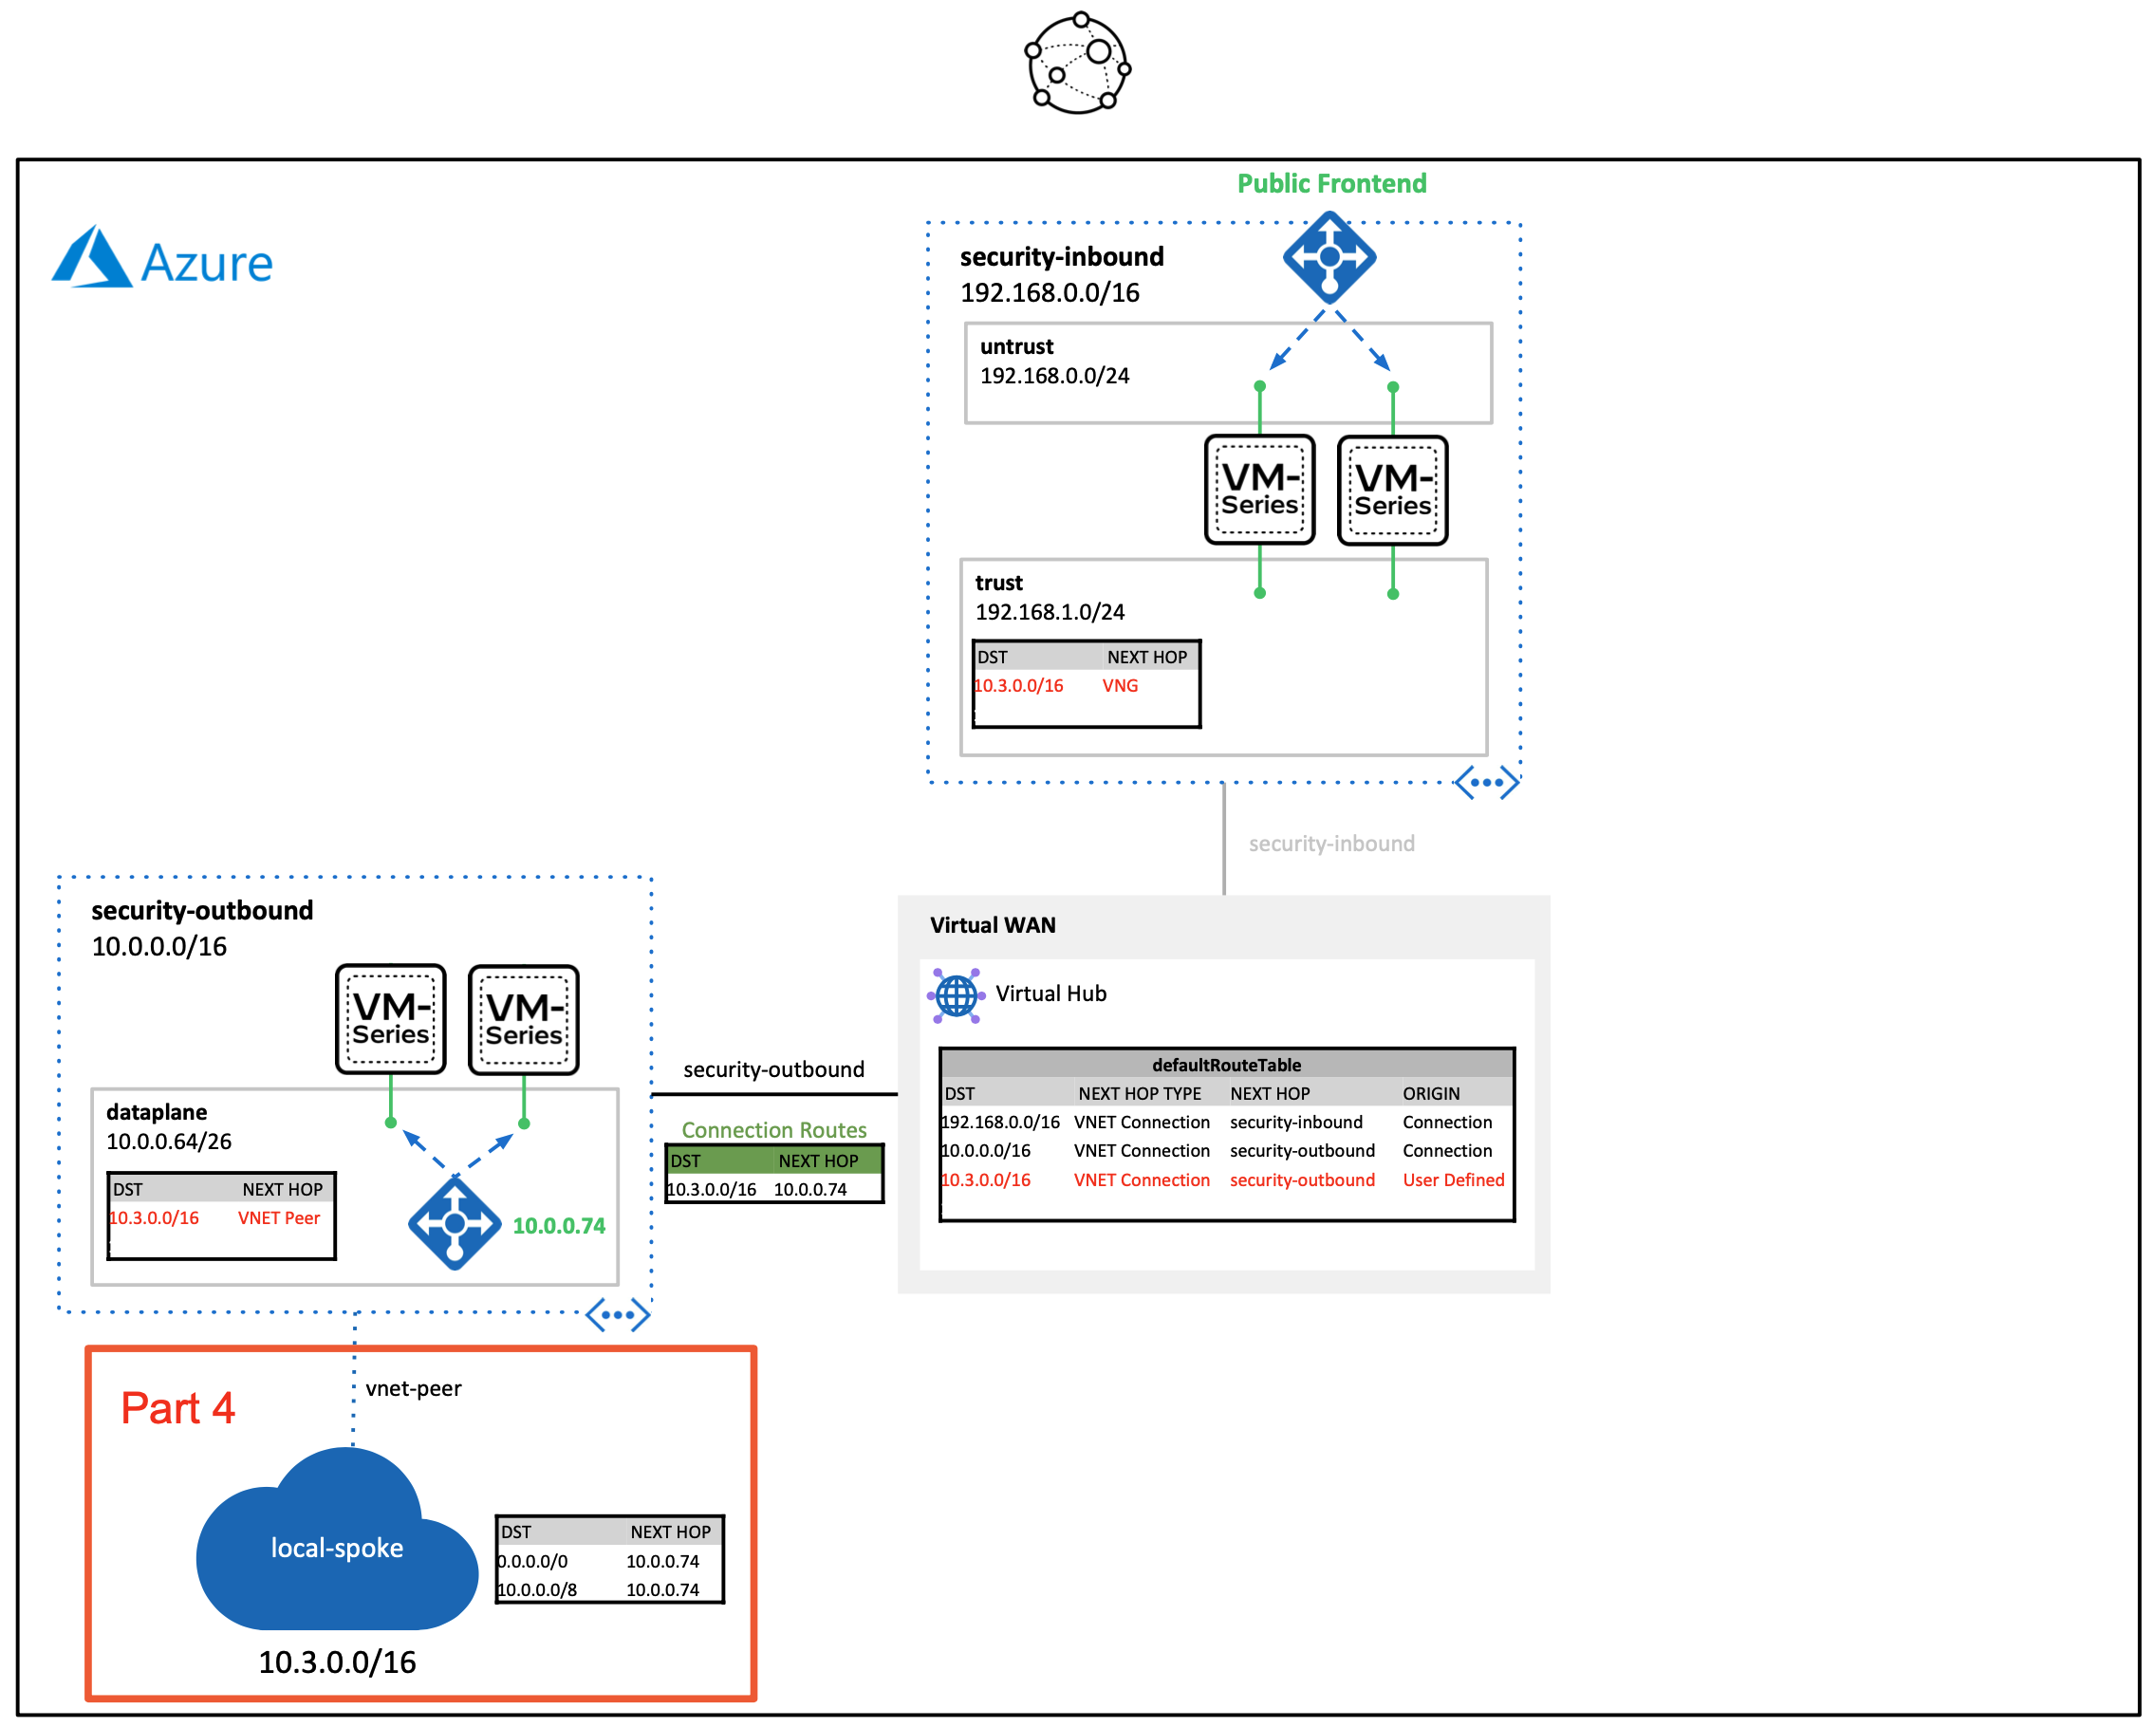 Public Frontend
Azure
security-inbound
192.168.0.0/16
untrust
192.168.0.0/24
VM-
Series
VM-
Series
trust
192.168.1.0/24
DST NEXT HOP
10.3.0.0/16 VNG
security-inbound
security-outbound
10.0.0.0/16
VM-
Series
VM-
Series
dataplane
10.0.0.64/26
DST NEXT HOP
10.3.0.0/16 VNET Peer
10.0.0.74
security-outbound
Connection Routes
DST NEXT HOP
10.3.0.0/16 10.0.0.74
Virtual WAN
Virtual Hub
defaultRouteTable
DST NEXT HOP TYPE NEXT HOP ORIGIN
192.168.0.0/16 VNET Connection security-inbound Connection
10.0.0.0/16 VNET Connection security-outbound Connection
10.3.0.0/16 VNET Connection security-outbound User Defined
vnet-peer
Part 4
local-spoke
DST NEXT HOP
0.0.0.0/0 10.0.0.74
10.0.0.0/8 10.0.0.74
10.3.0.0/16